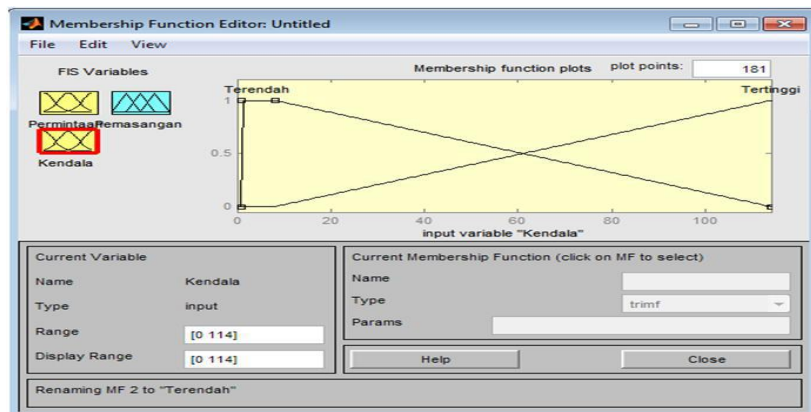 Membership Function Editor: Untitled
File Edit View
FIS Variables
Membership function plots plot points: 181
Terendah Tertinggi
Permintaan Pemasangan
Kendala
1
0.5
0
0 20 40 60 80 100
input variable "Kendala"
Current Variable
Name Kendala
Type input
Range [0 114]
Display Range [0 114]
Current Membership Function (click on MF to select)
Name
Type trimf
Params
Help Close
Renaming MF 2 to "Terendah"